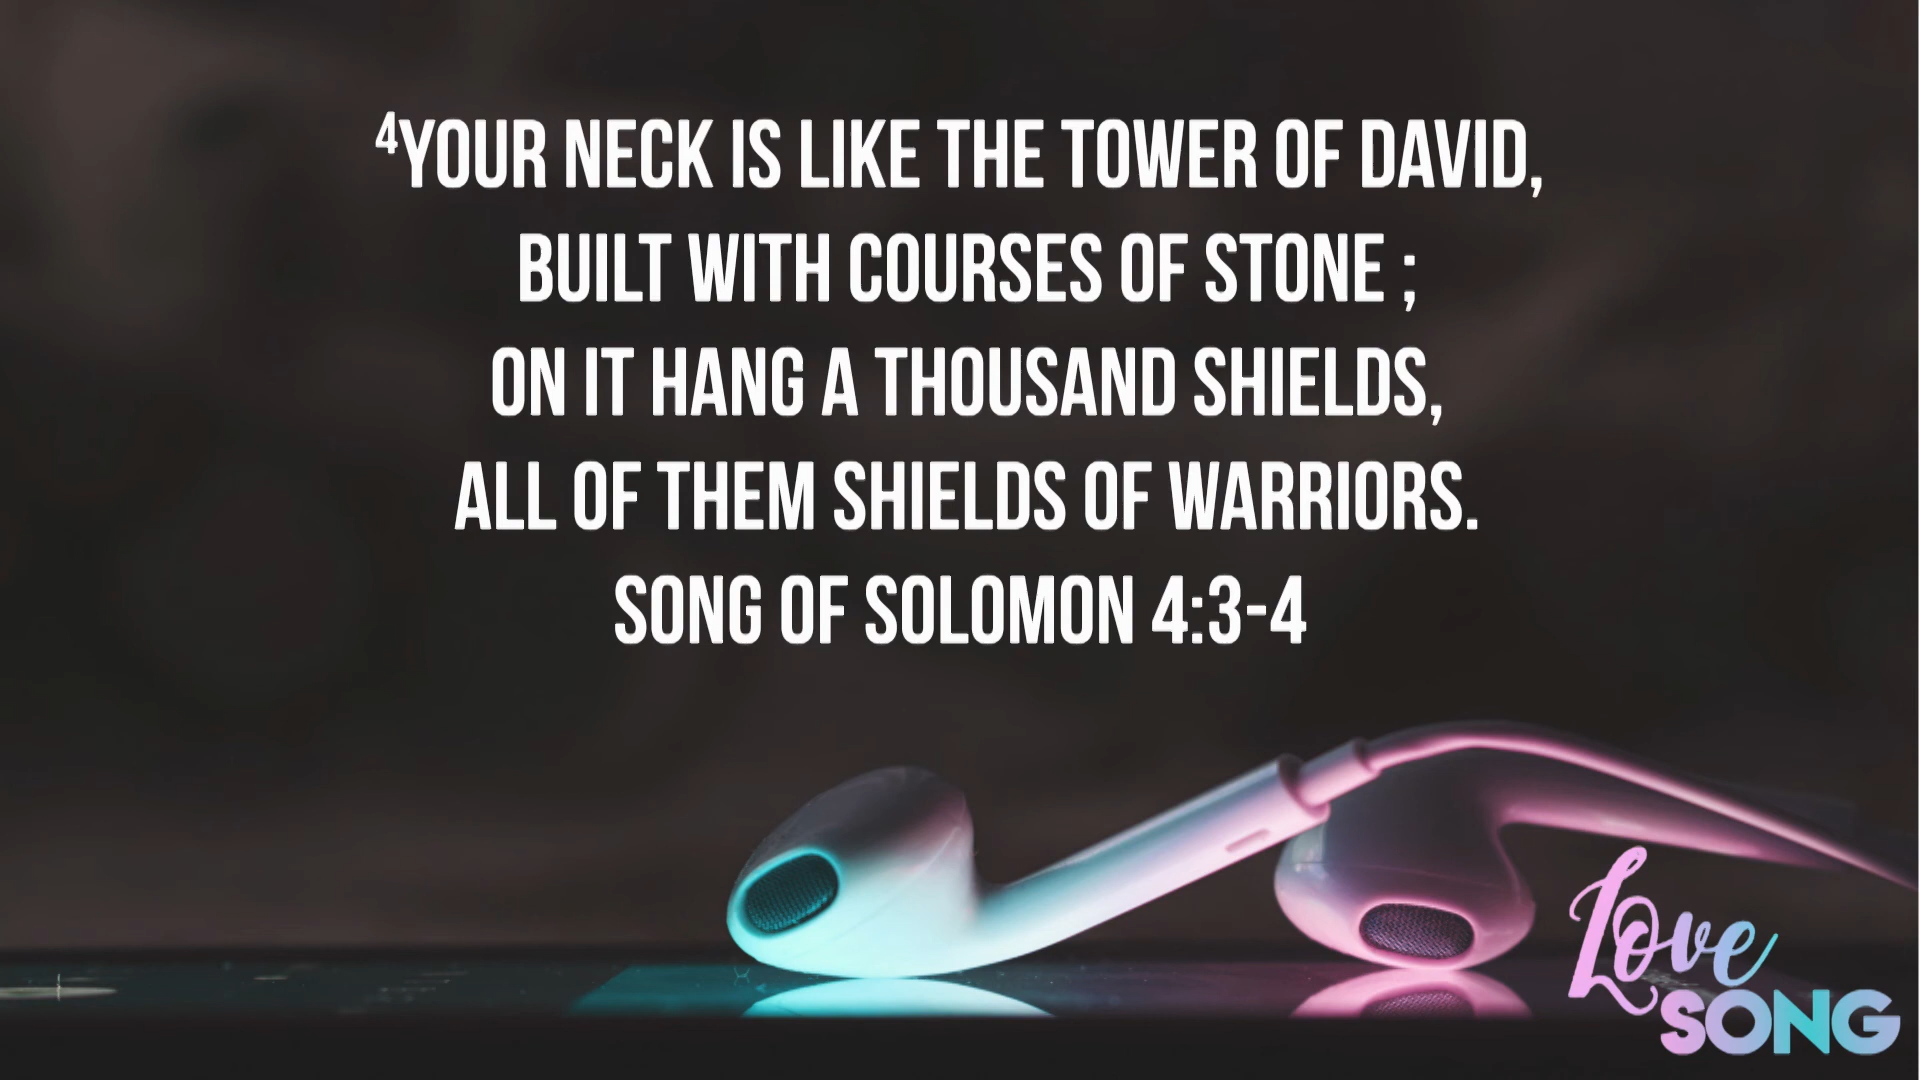 ⁴YOUR NECK IS LIKE THE TOWER OF DAVID,
BUILT WITH COURSES OF STONE ;
ON IT HANG A THOUSAND SHIELDS,
ALL OF THEM SHIELDS OF WARRIORS.
SONG OF SOLOMON 4:3-4
Love
SONG